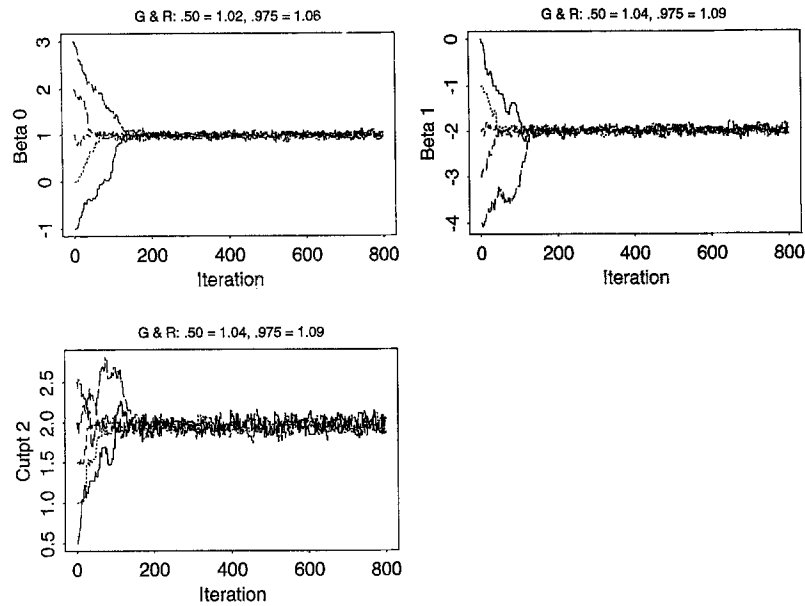 G & R: .50 = 1.02, .975 = 1.06
Beta 0
3
2
1
0
-1
0 200 400 600 800
Iteration
G & R: .50 = 1.04, .975 = 1.09
Beta 1
0
-1
-2
-3
-4
0 200 400 600 800
Iteration
G & R: .50 = 1.04, .975 = 1.09
Cutpt 2
2.5
2.0
1.5
1.0
0.5
0 200 400 600 800
Iteration